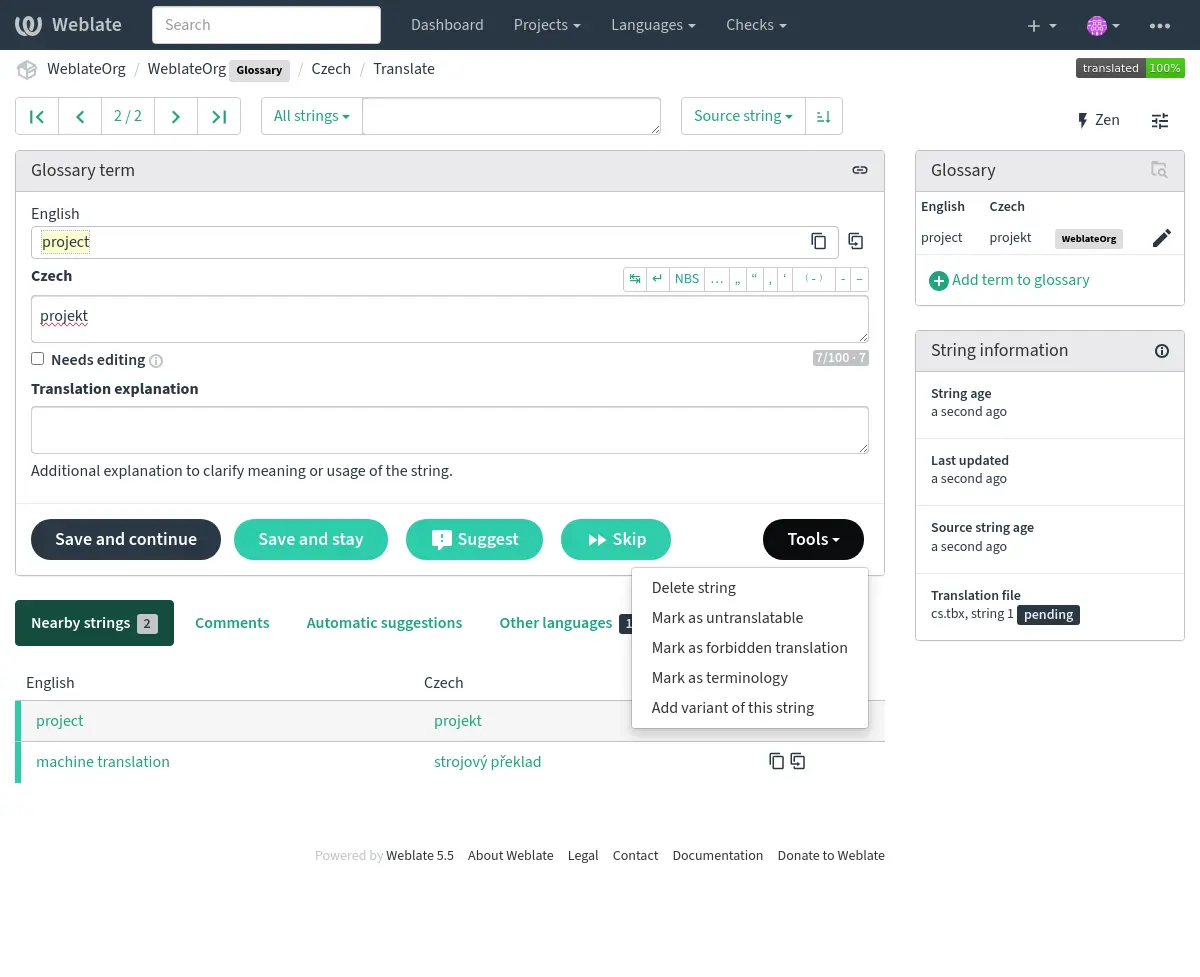 Weblate Search Dashboard Projects Languages Checks
WeblateOrg / WeblateOrg Glossary / Czech / Translate translated 100%
2 / 2 All strings Source string Zen
Glossary term
English
project
Czech NBS … „ “ ‚ ‘ (-) - –
projekt
Needs editing 7/100 · 7
Translation explanation
Additional explanation to clarify meaning or usage of the string.
Save and continue Save and stay Suggest Skip Tools
Delete string
Mark as untranslatable
Mark as forbidden translation
Mark as terminology
Add variant of this string
Nearby strings 2 Comments Automatic suggestions Other languages 1
English Czech
project projekt
machine translation strojový překlad
Glossary
English Czech
project projekt WeblateOrg
Add term to glossary
String information
String age
a second ago
Last updated
a second ago
Source string age
a second ago
Translation file
cs.tbx, string 1 pending
Powered by Weblate 5.5 About Weblate Legal Contact Documentation Donate to Weblate